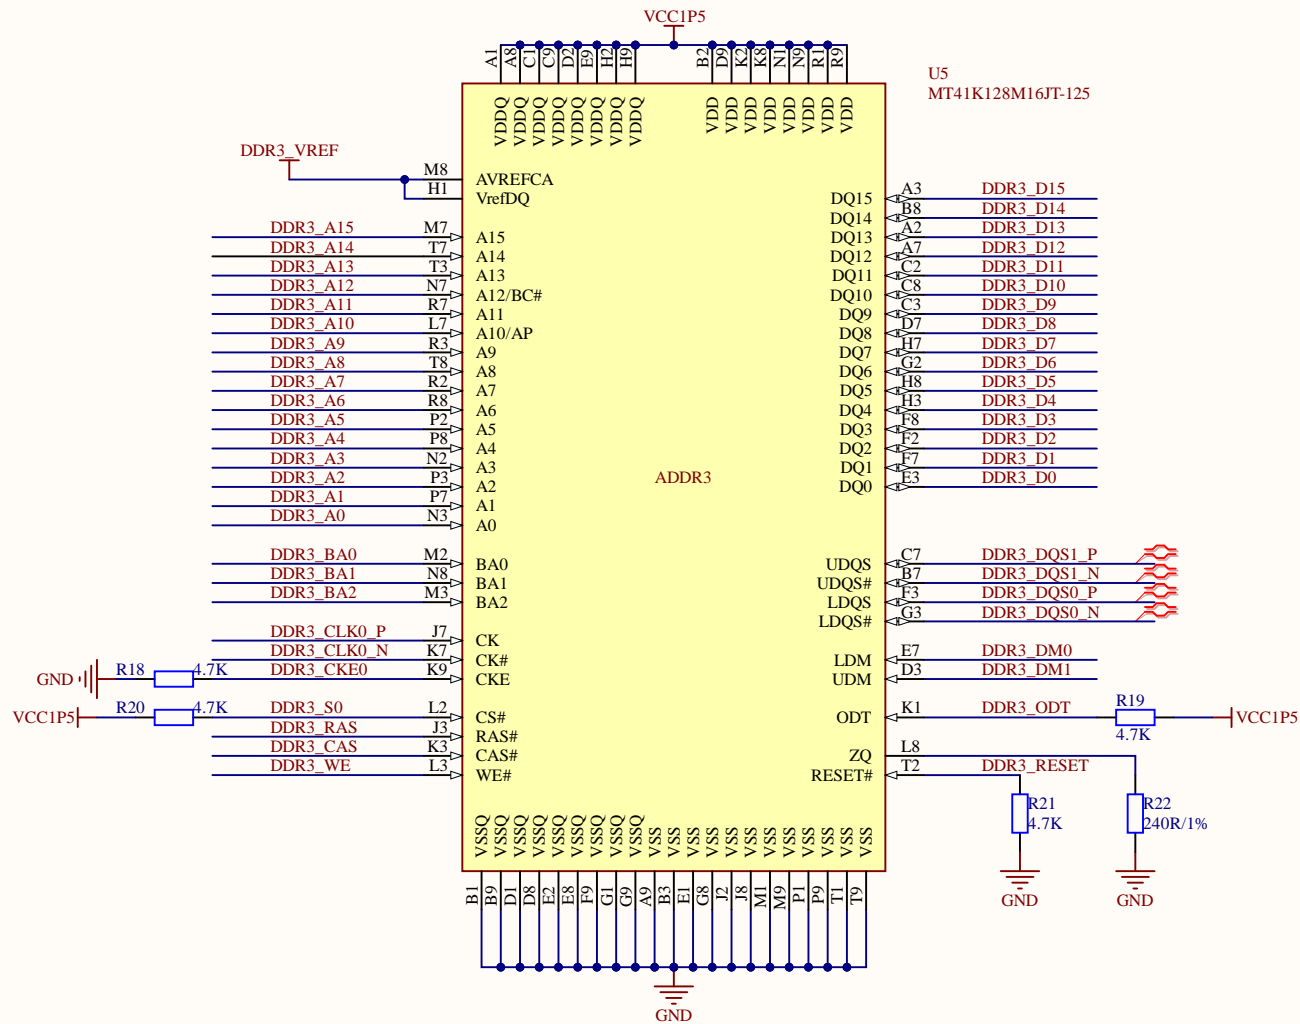 VCC1P5
A1 A8 C1 C9 D2 E9 H2 H9 B2 D9 K2 K8 N1 N9 R1 R9
U5
MT41K128M16JT-125
VDDQ VDDQ VDDQ VDDQ VDDQ VDDQ VDDQ VDDQ VDD VDD VDD VDD VDD VDD VDD VDD
DDR3_VREF
M8 AVREFCA
H1 VrefDQ
DQ15 A3 DDR3_D15
DQ14 B8 DDR3_D14
DDR3_A15 M7 A15 DQ13 A2 DDR3_D13
DDR3_A14 T7 A14 DQ12 A7 DDR3_D12
DDR3_A13 T3 A13 DQ11 C2 DDR3_D11
DDR3_A12 N7 A12/BC# DQ10 C8 DDR3_D10
DDR3_A11 R7 A11 DQ9 C3 DDR3_D9
DDR3_A10 L7 A10/AP DQ8 D7 DDR3_D8
DDR3_A9 R3 A9 DQ7 H7 DDR3_D7
DDR3_A8 T8 A8 DQ6 G2 DDR3_D6
DDR3_A7 R2 A7 DQ5 H8 DDR3_D5
DDR3_A6 R8 A6 DQ4 H3 DDR3_D4
DDR3_A5 P2 A5 DQ3 F8 DDR3_D3
DDR3_A4 P8 A4 DQ2 F2 DDR3_D2
DDR3_A3 N2 A3 DQ1 F7 DDR3_D1
DDR3_A2 P3 A2 ADDR3 DQ0 E3 DDR3_D0
DDR3_A1 P7 A1
DDR3_A0 N3 A0
DDR3_BA0 M2 BA0 UDQS C7 DDR3_DQS1_P
DDR3_BA1 N8 BA1 UDQS# B7 DDR3_DQS1_N
DDR3_BA2 M3 BA2 LDQS F3 DDR3_DQS0_P
LDQS# G3 DDR3_DQS0_N
DDR3_CLK0_P J7 CK
DDR3_CLK0_N K7 CK# LDM E7 DDR3_DM0
GND R18 4.7K DDR3_CKE0 K9 CKE UDM D3 DDR3_DM1
VCC1P5 R20 4.7K DDR3_S0 L2 CS# ODT K1 DDR3_ODT R19 4.7K VCC1P5
DDR3_RAS J3 RAS#
DDR3_CAS K3 CAS# ZQ L8
DDR3_WE L3 WE# RESET# T2 DDR3_RESET
R21 R22
4.7K 240R/1%
VSSQ VSSQ VSSQ VSSQ VSSQ VSSQ VSSQ VSSQ VSSQ VSS VSS VSS VSS VSS VSS VSS VSS VSS VSS VSS VSS
B1 B9 D1 D8 E2 E8 F9 G1 G9 A9 B3 E1 G8 J2 J8 M1 M9 P1 P9 T1 T9
GND GND
GND